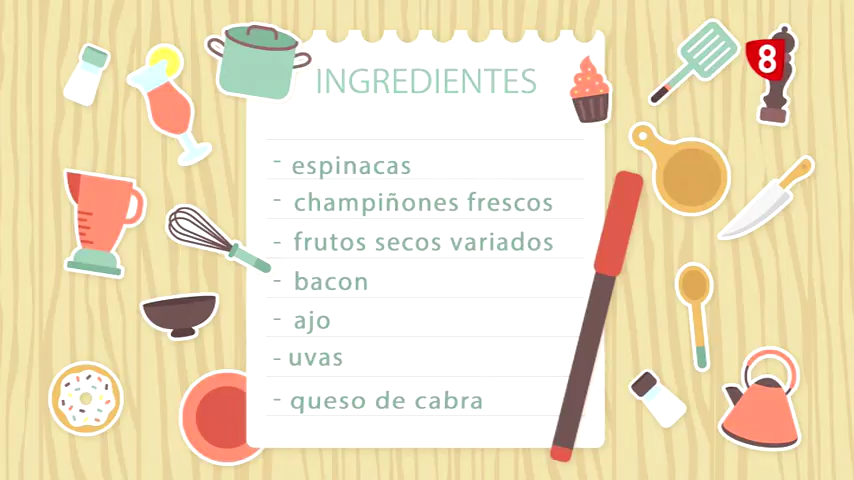 INGREDIENTES
8
- espinacas
- champiñones frescos
- frutos secos variados
- bacon
- ajo
- uvas
- queso de cabra